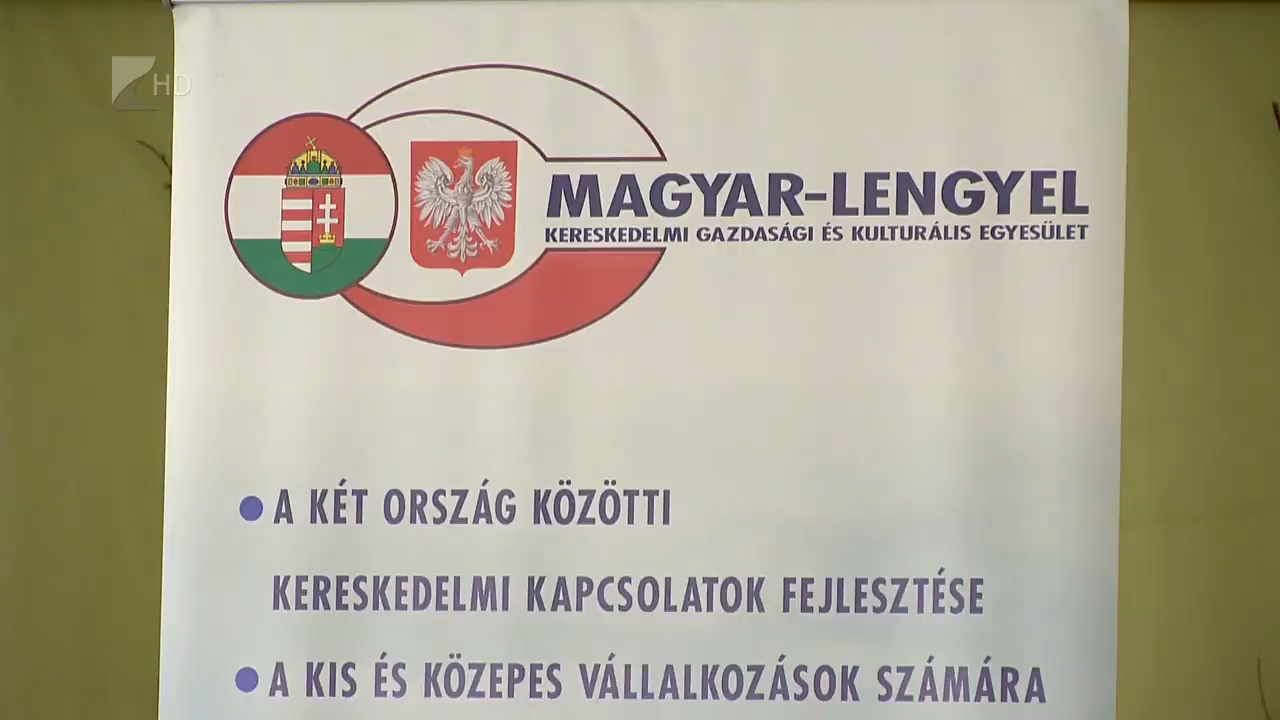 HD
MAGYAR-LENGYEL
KERESKEDELMI GAZDASÁGI ÉS KULTURÁLIS EGYESÜLET
A KÉT ORSZÁG KÖZÖTTI
KERESKEDELMI KAPCSOLATOK FEJLESZTÉSE
A KIS ÉS KÖZEPES VÁLLALKOZÁSOK SZÁMÁRA